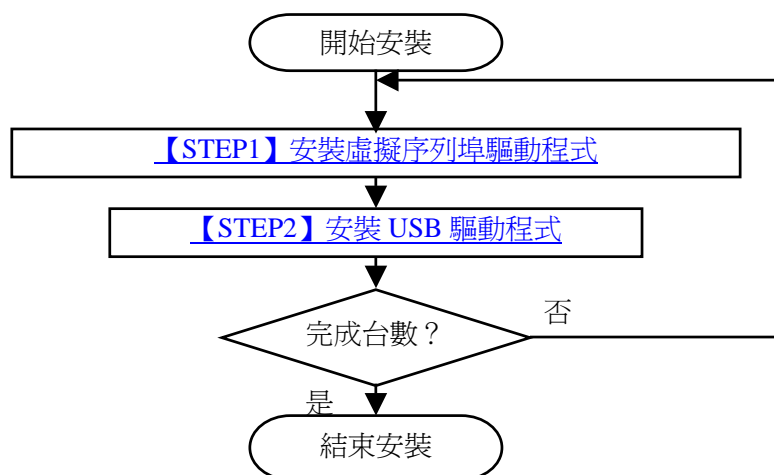 開始安裝
【STEP1】安裝虛擬序列埠驅動程式
【STEP2】安裝 USB 驅動程式
完成台數？
否
是
結束安裝